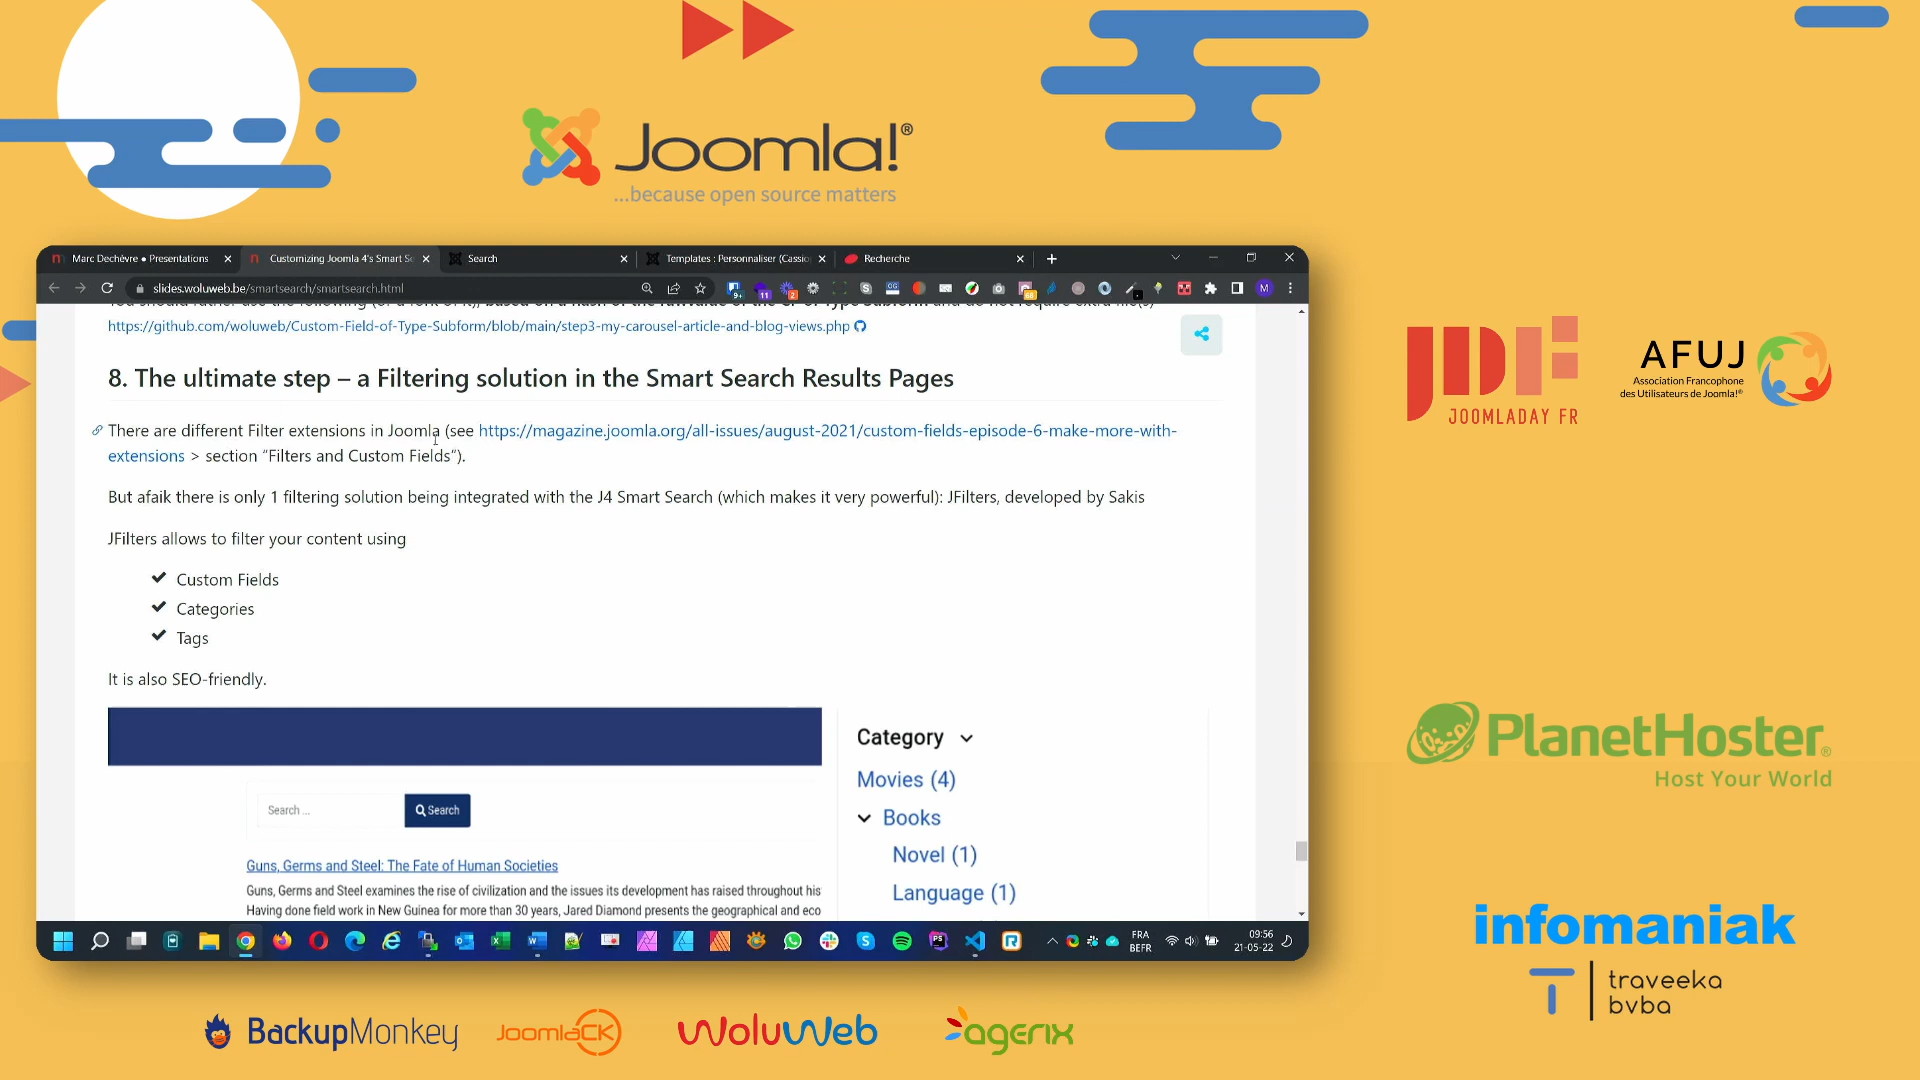 Joomla!®
...because open source matters
Marc Dechèvre • Presentations
Customizing Joomla 4's Smart Se
Search
Templates : Personnaliser (Cassio
Recherche
slides.woluweb.be/smartsearch/smartsearch.html
https://github.com/woluweb/Custom-Field-of-Type-Subform/blob/main/step3-my-carousel-article-and-blog-views.php
8. The ultimate step – a Filtering solution in the Smart Search Results Pages
There are different Filter extensions in Joomla (see https://magazine.joomla.org/all-issues/august-2021/custom-fields-episode-6-make-more-with-
extensions > section “Filters and Custom Fields”).
But afaik there is only 1 filtering solution being integrated with the J4 Smart Search (which makes it very powerful): JFilters, developed by Sakis
JFilters allows to filter your content using
Custom Fields
Categories
Tags
It is also SEO-friendly.
Category
Movies (4)
Books
Novel (1)
Language (1)
Search ...
Search
Guns, Germs and Steel: The Fate of Human Societies
Guns, Germs and Steel examines the rise of civilization and the issues its development has raised throughout his
Having done field work in New Guinea for more than 30 years, Jared Diamond presents the geographical and eco
FRA
BEFR
09:56
21-05-22
JDF
JOOMLADAY FR
AFUJ
Association Francophone
des Utilisateurs de Joomla!®
PlanetHoster®
Host Your World
infomaniak
traveeka
bvba
BackupMonkey
JoomlaCK
WoluWeb
agerix